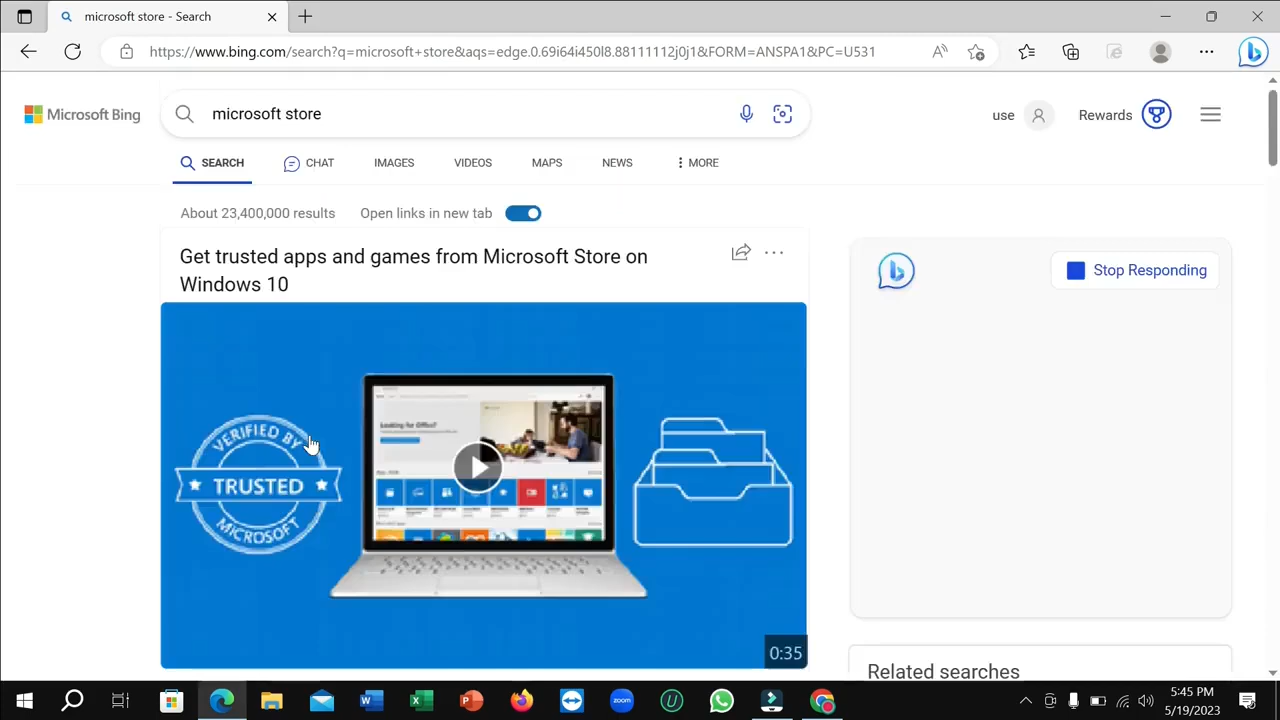 microsoft store - Search
https://www.bing.com/search?q=microsoft+store&aqs=edge.0.69i64i450l8.88111112j0j1&FORM=ANSPA1&PC=U531
Microsoft Bing
microsoft store
use
Rewards
SEARCH
CHAT
IMAGES
VIDEOS
MAPS
NEWS
MORE
About 23,400,000 results
Open links in new tab
Get trusted apps and games from Microsoft Store on
Windows 10
Stop Responding
VERIFIED BY
TRUSTED
MICROSOFT
Looking for Office?
0:35
Related searches
5:45 PM
5/19/2023